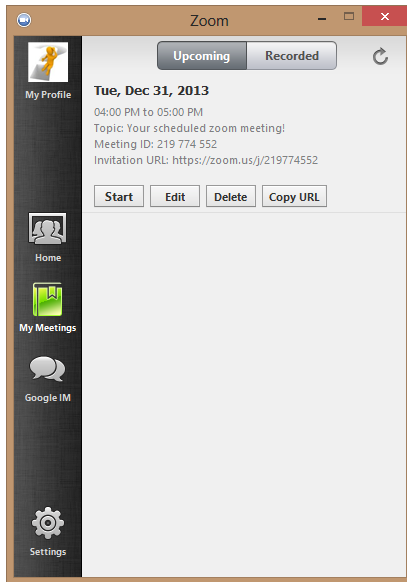 Zoom
Upcoming Recorded
My Profile
Tue, Dec 31, 2013
04:00 PM to 05:00 PM
Topic: Your scheduled zoom meeting!
Meeting ID: 219 774 552
Invitation URL: https://zoom.us/j/219774552
Start Edit Delete Copy URL
Home
My Meetings
Google IM
Settings